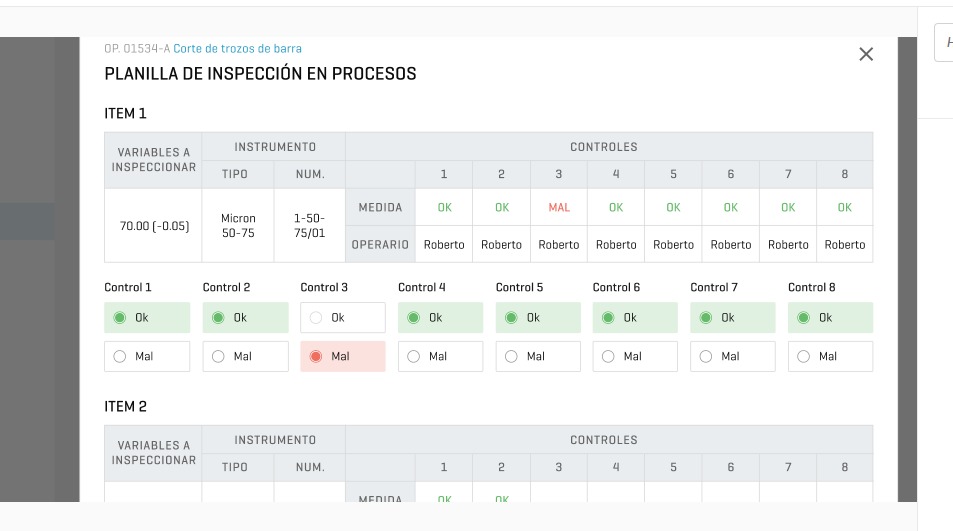 OP. 01534-A Corte de trozos de barra
PLANILLA DE INSPECCIÓN EN PROCESOS
ITEM 1
VARIABLES A INSPECCIONAR
INSTRUMENTO
CONTROLES
TIPO
NUM.
1 2 3 4 5 6 7 8
70.00 (-0.05)
Micron 50-75
1-50-75/01
MEDIDA OK OK MAL OK OK OK OK OK
OPERARIO Roberto Roberto Roberto Roberto Roberto Roberto Roberto Roberto
Control 1 Control 2 Control 3 Control 4 Control 5 Control 6 Control 7 Control 8
Ok Ok Ok Ok Ok Ok Ok Ok
Mal Mal Mal Mal Mal Mal Mal Mal
ITEM 2
VARIABLES A INSPECCIONAR
INSTRUMENTO
CONTROLES
TIPO
NUM.
1 2 3 4 5 6 7 8
MEDIDA OK OK